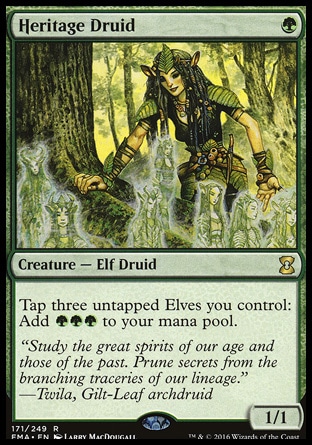 Heritage Druid
Creature — Elf Druid
Tap three untapped Elves you control:
Add to your mana pool.
“Study the great spirits of our age and
those of the past. Prune secrets from the
branching traceries of our lineage.”
—Twila, Gilt-Leaf archdruid
1/1
171/249 R
EMA • EN LARRY MACDOUGALL
™ & © 2016 Wizards of the Coast